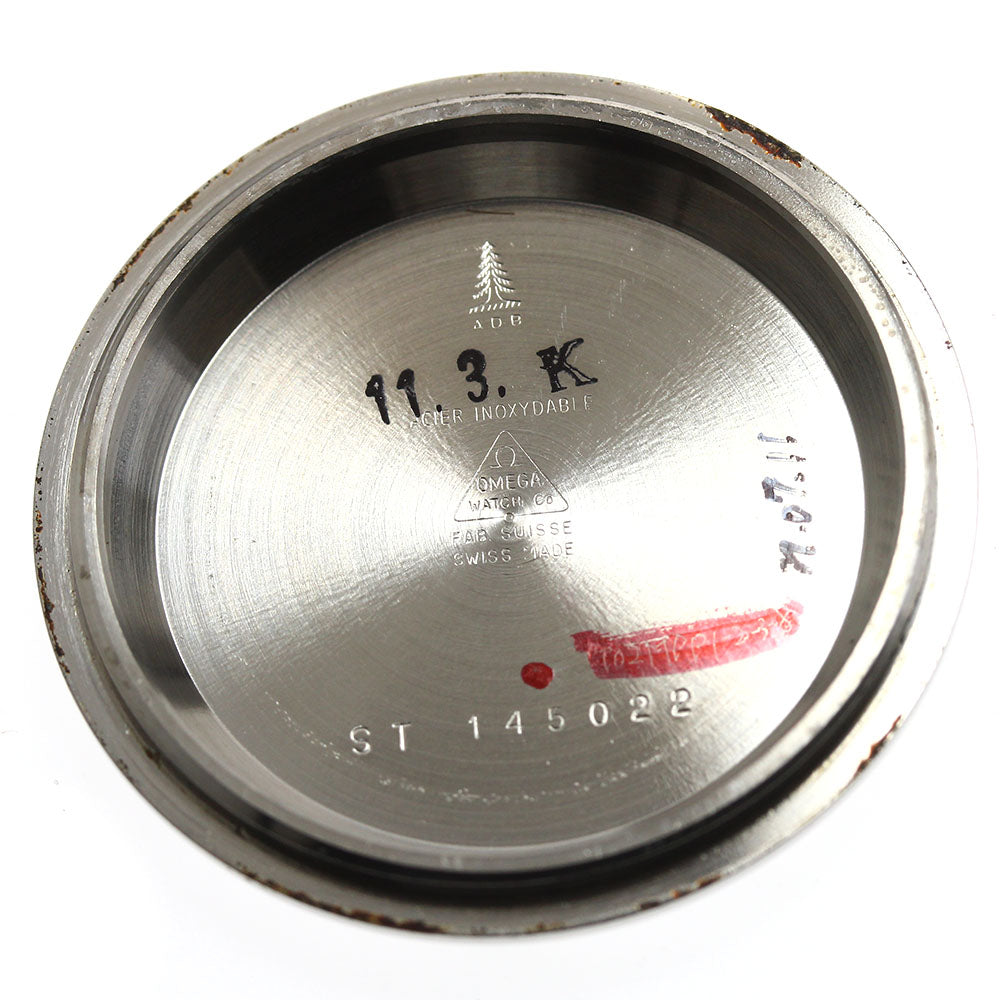 ADB
11.3.K
ACIER INOXYDABLE
Ω
OMEGA
WATCH Co
FAB. SUISSE
SWISS MADE
ST 145022